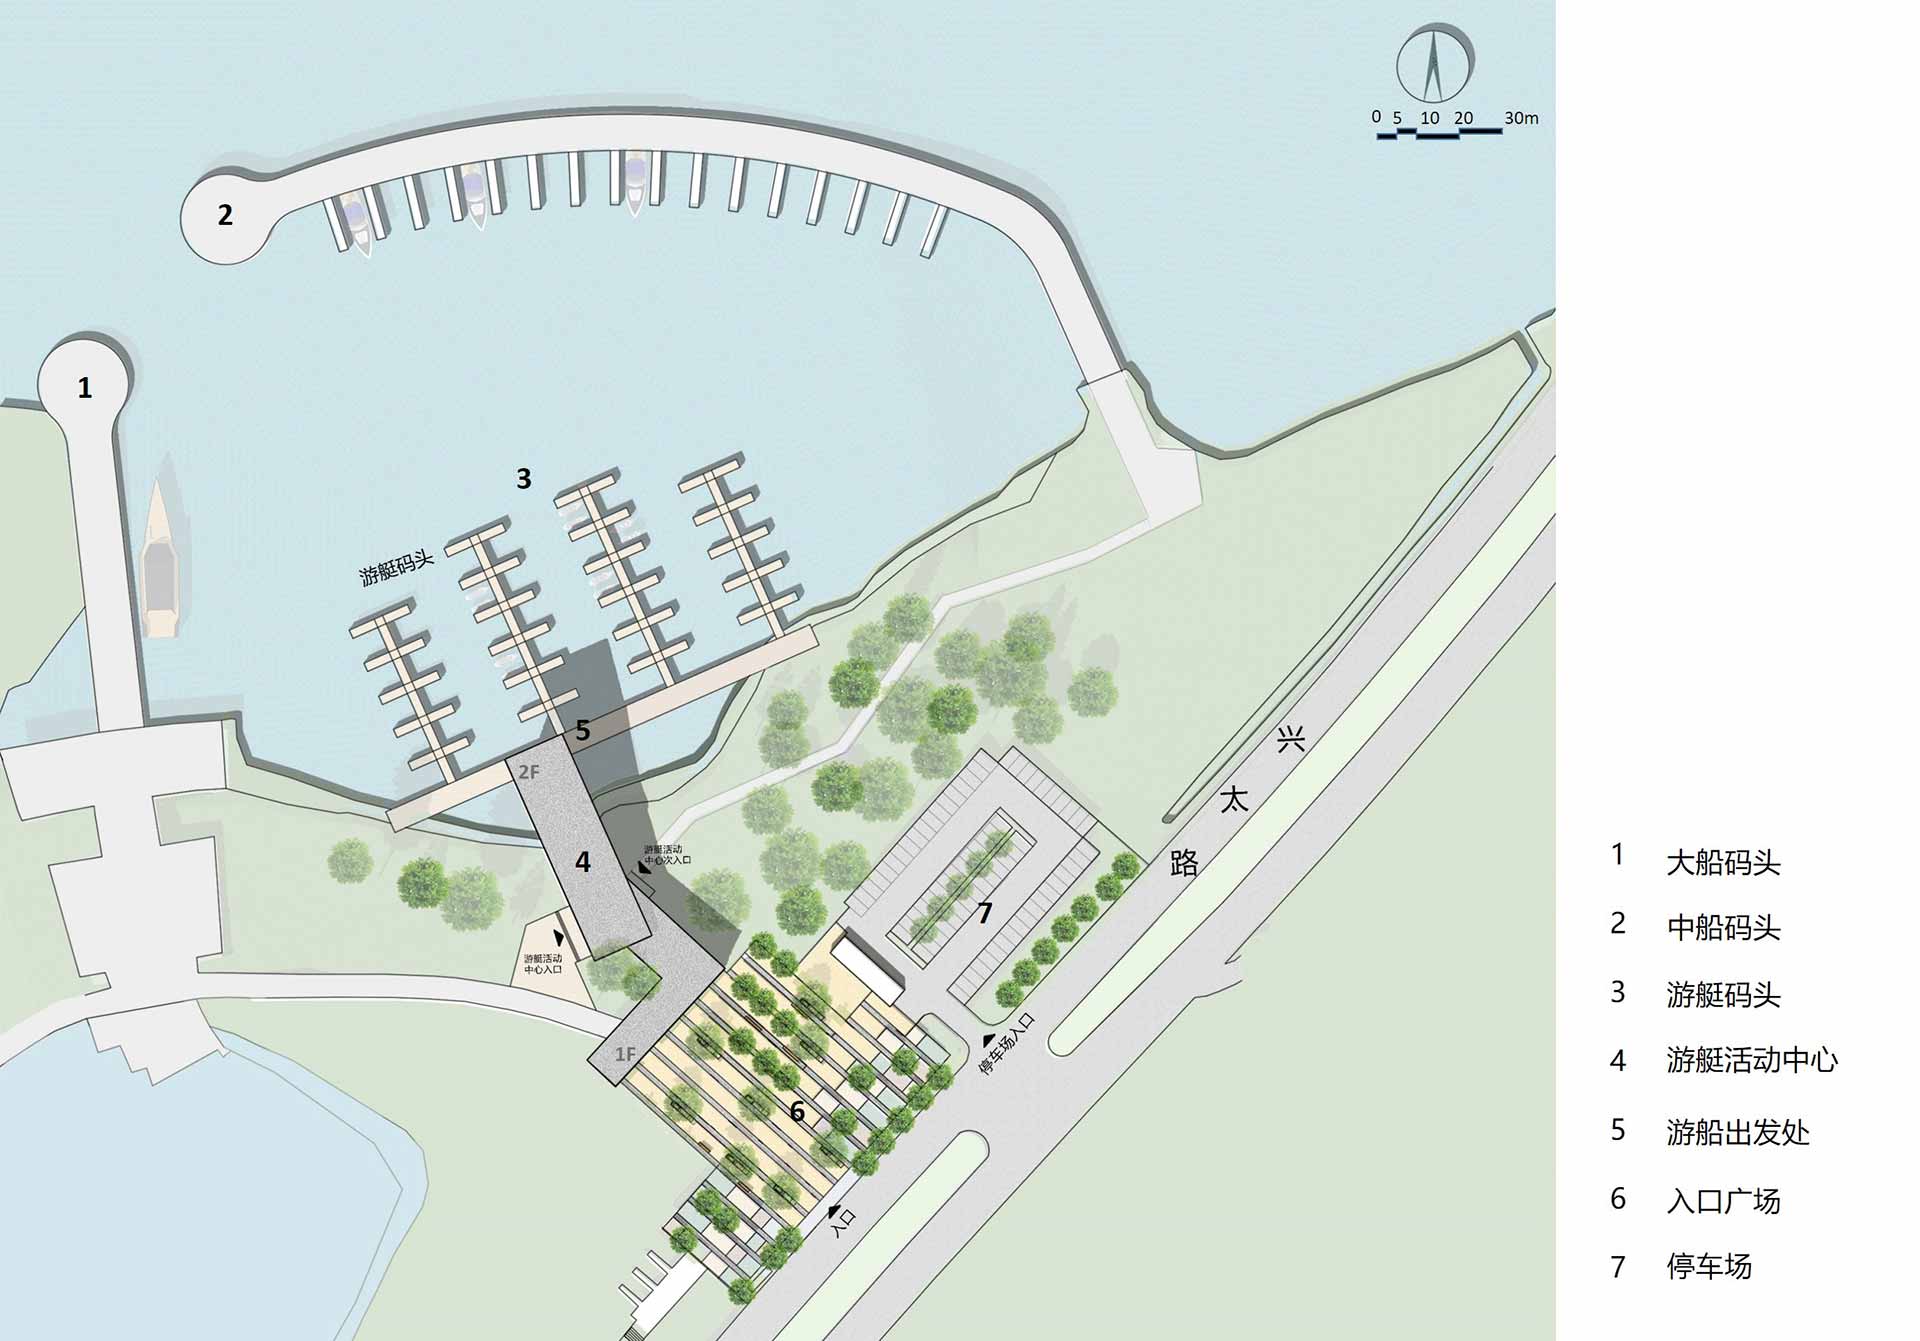 0 5 10 20 30m
2
1
3
游艇码头
5
2F
4
游艇活动
中心次入口
游艇活动
中心入口
1F
6
7
停车场入口
入口
兴
太
路
1 大船码头
2 中船码头
3 游艇码头
4 游艇活动中心
5 游船出发处
6 入口广场
7 停车场